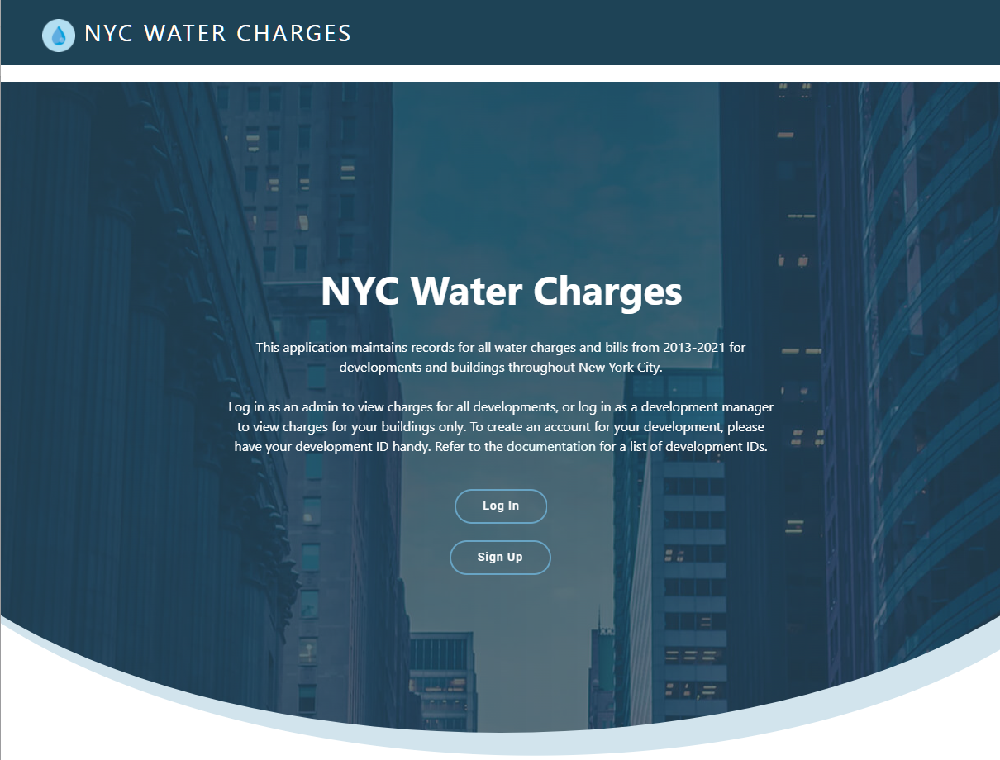 NYC WATER CHARGES
NYC Water Charges
This application maintains records for all water charges and bills from 2013-2021 for
developments and buildings throughout New York City.
Log in as an admin to view charges for all developments, or log in as a development manager
to view charges for your buildings only. To create an account for your development, please
have your development ID handy. Refer to the documentation for a list of development IDs.
Log In
Sign Up